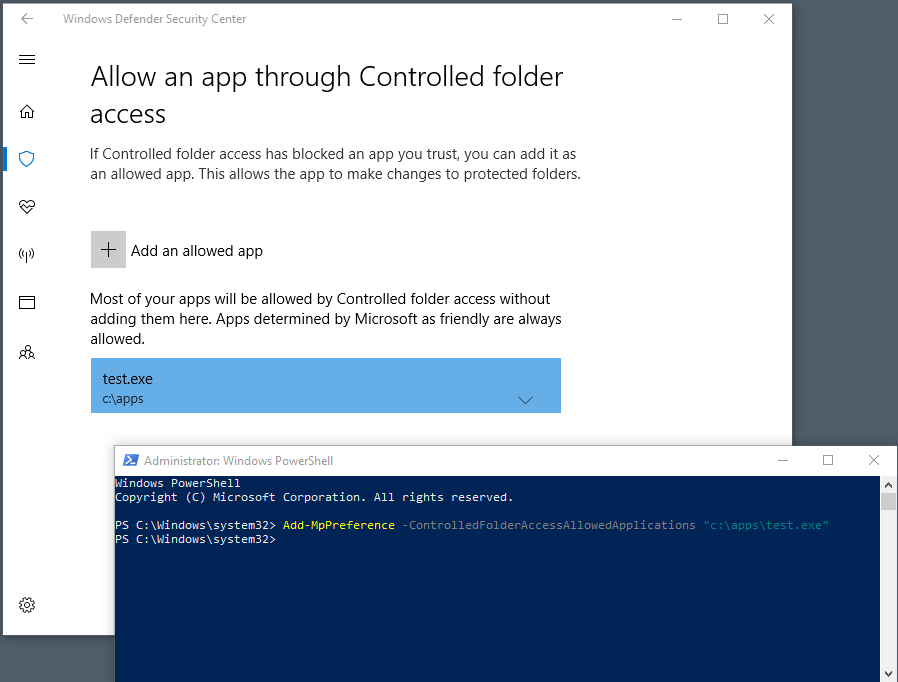 Windows Defender Security Center
Allow an app through Controlled folder
access
If Controlled folder access has blocked an app you trust, you can add it as
an allowed app. This allows the app to make changes to protected folders.
Add an allowed app
Most of your apps will be allowed by Controlled folder access without
adding them here. Apps determined by Microsoft as friendly are always
allowed.
test.exe
c:\apps
Administrator: Windows PowerShell
Windows PowerShell
Copyright (C) Microsoft Corporation. All rights reserved.
PS C:\Windows\system32> Add-MpPreference -ControlledFolderAccessAllowedApplications "c:\apps\test.exe"
PS C:\Windows\system32>